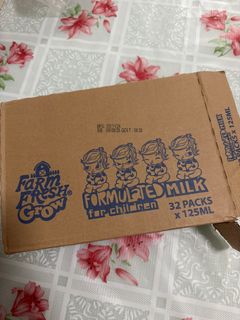 FARM
FRESH
GROW
FORMULATED MILK
for children
32 PACKS
X 125ML